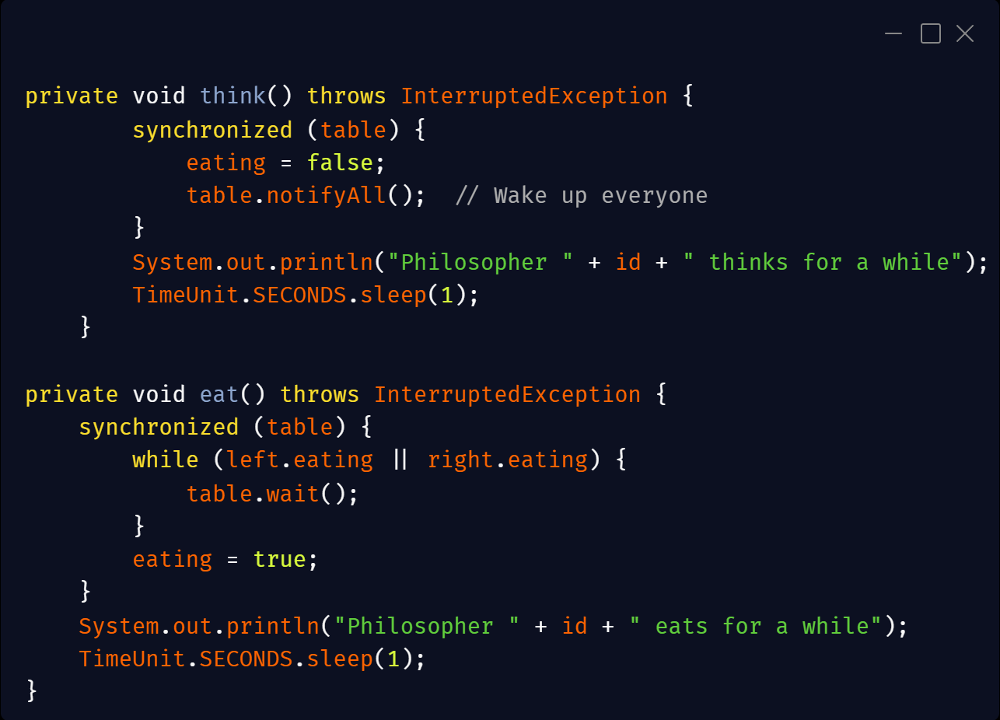 private void think() throws InterruptedException {
        synchronized (table) {
            eating = false;
            table.notifyAll();  // Wake up everyone
        }
        System.out.println("Philosopher " + id + " thinks for a while");
        TimeUnit.SECONDS.sleep(1);
    }

private void eat() throws InterruptedException {
    synchronized (table) {
        while (left.eating || right.eating) {
            table.wait();
        }
        eating = true;
    }
    System.out.println("Philosopher " + id + " eats for a while");
    TimeUnit.SECONDS.sleep(1);
}